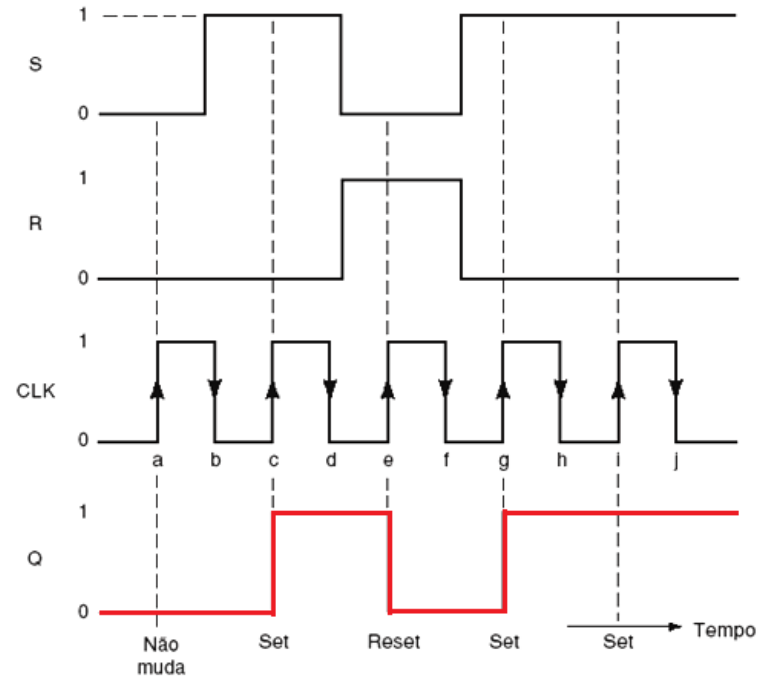 1
S
0
1
R
0
1
CLK
0
a b c d e f g h i j
1
Q
0
Tempo
Não Set Reset Set Set
muda